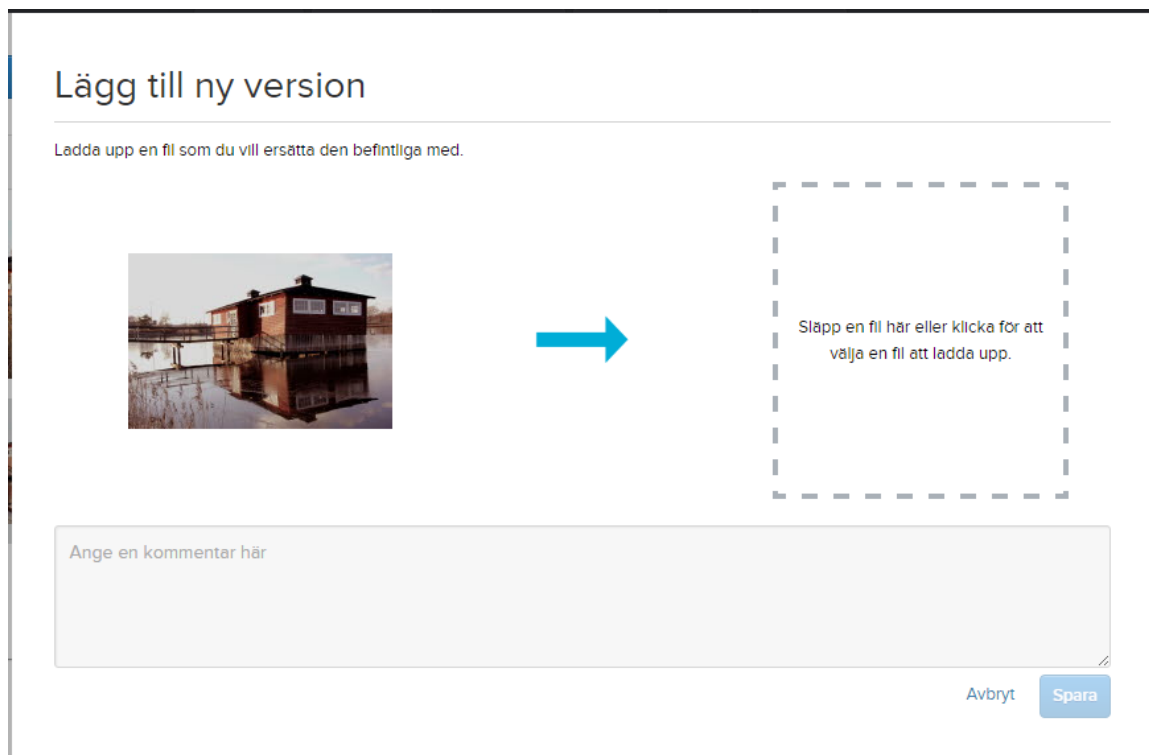 Lägg till ny version
Ladda upp en fil som du vill ersätta den befintliga med.
Släpp en fil här eller klicka för att
välja en fil att ladda upp.
Ange en kommentar här
Avbryt
Spara